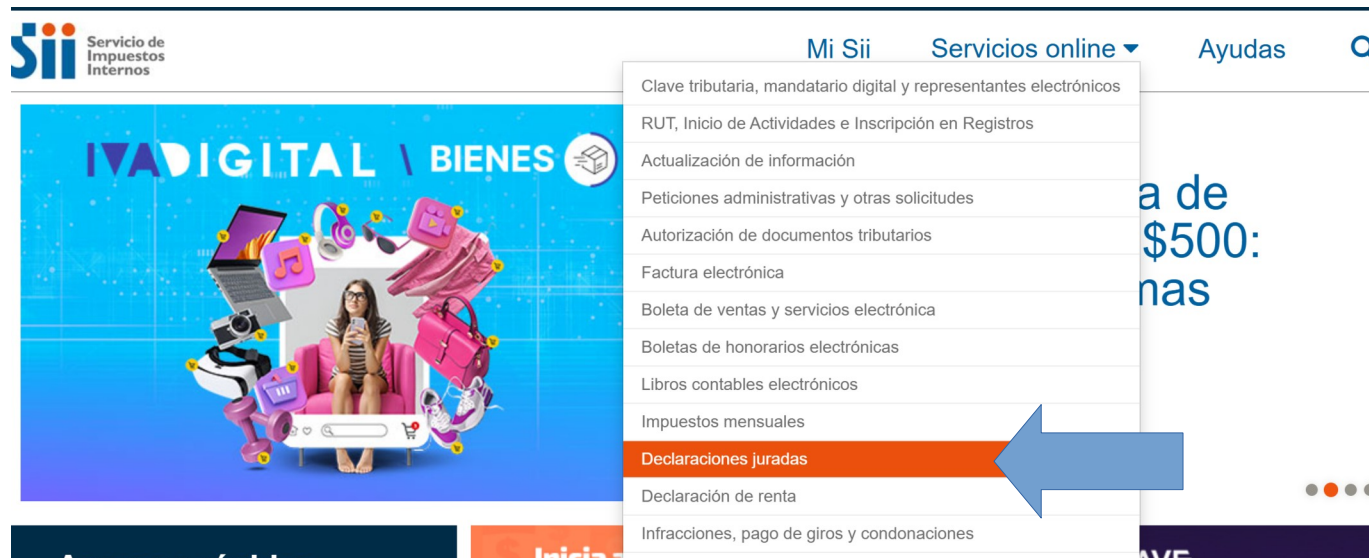 Sii Servicio de
Impuestos
Internos
Mi Sii Servicios online Ayudas
Clave tributaria, mandatario digital y representantes electrónicos
RUT, Inicio de Actividades e Inscripción en Registros
Actualización de información
Peticiones administrativas y otras solicitudes
Autorización de documentos tributarios
Factura electrónica
Boleta de ventas y servicios electrónica
Boletas de honorarios electrónicas
Libros contables electrónicos
Impuestos mensuales
Declaraciones juradas
Declaración de renta
Infracciones, pago de giros y condonaciones
IVA DIGITAL \ BIENES
a de
$500:
mas
Inicia a